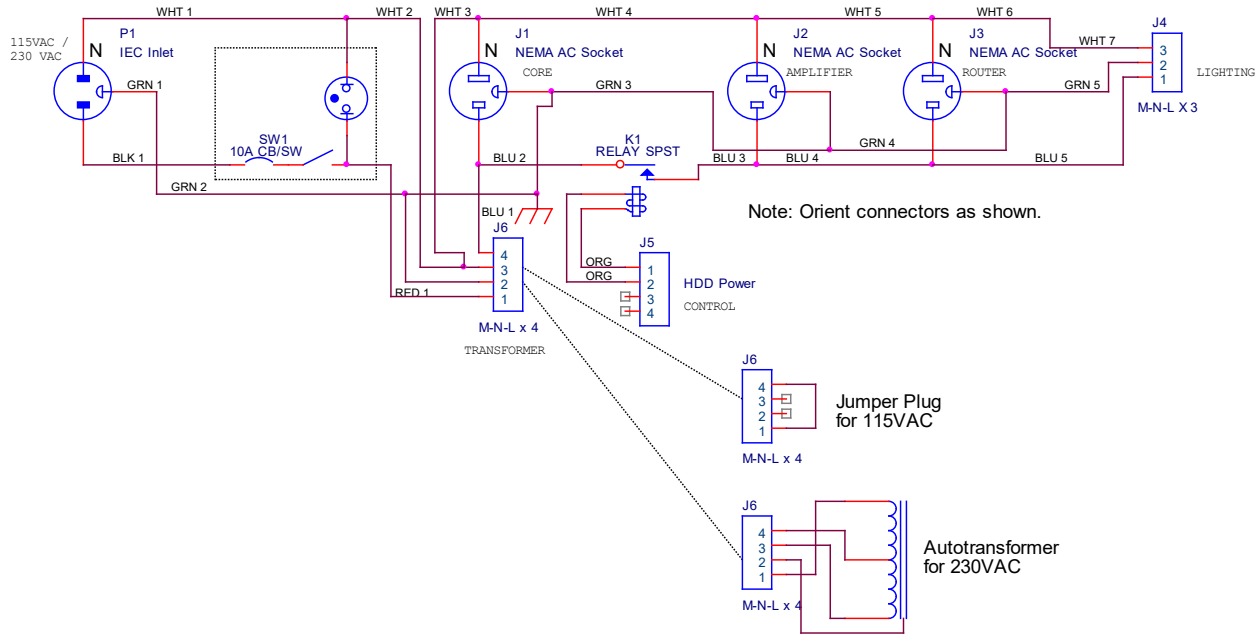 WHT 1
WHT 2
WHT 3
WHT 4
WHT 5
WHT 6
115VAC /
230 VAC
P1
IEC Inlet
N
GRN 1
SW1
10A CB/SW
BLK 1
GRN 2
J1
NEMA AC Socket
N
CORE
GRN 3
J2
NEMA AC Socket
N
AMPLIFIER
J3
NEMA AC Socket
N
ROUTER
GRN 4
GRN 5
WHT 7
J4
3
2
1
LIGHTING
M-N-L X 3
BLU 2
K1
RELAY SPST
BLU 3
BLU 4
BLU 5
Note: Orient connectors as shown.
BLU 1
J6
4
3
2
1
RED 1
M-N-L x 4
TRANSFORMER
J5
ORG
ORG
1
2
3
4
HDD Power
CONTROL
J6
4
3
2
1
M-N-L x 4
Jumper Plug
for 115VAC
J6
4
3
2
1
M-N-L x 4
Autotransformer
for 230VAC